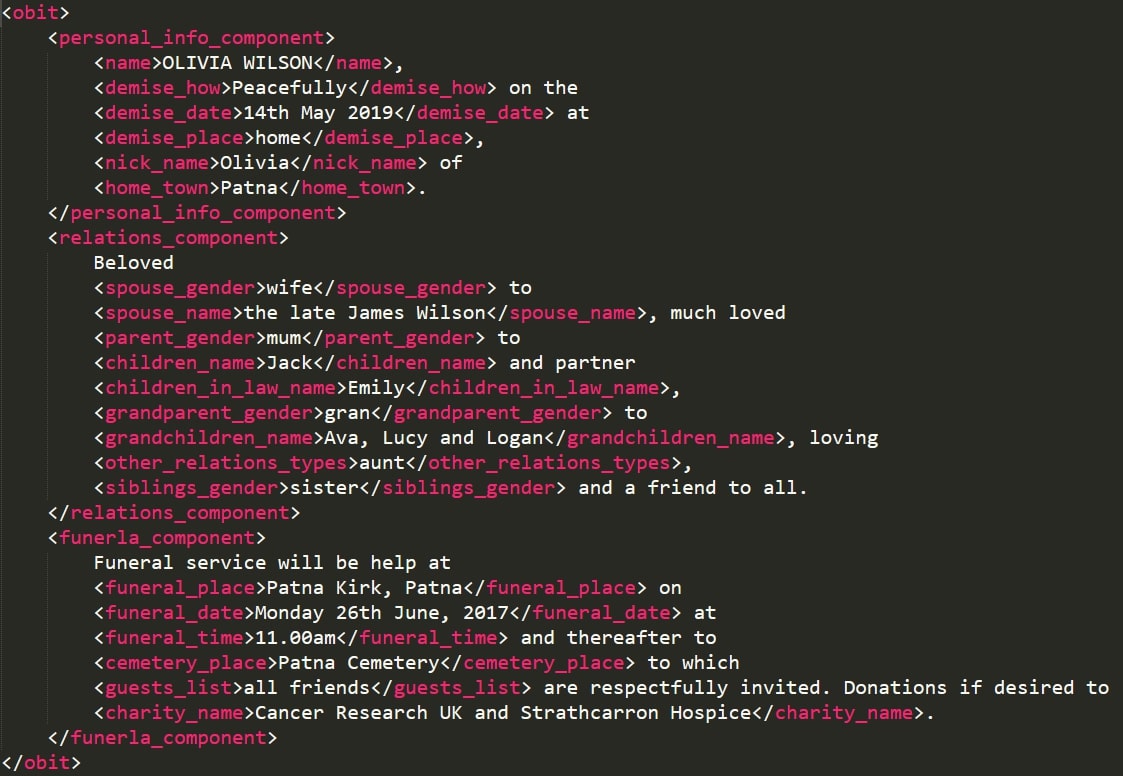 <obit>
<personal_info_component>
<name>OLIVIA WILSON</name>,
<demise_how>Peacefully</demise_how> on the
<demise_date>14th May 2019</demise_date> at
<demise_place>home</demise_place>,
<nick_name>Olivia</nick_name> of
<home_town>Patna</home_town>.
</personal_info_component>
<relations_component>
Beloved
<spouse_gender>wife</spouse_gender> to
<spouse_name>the late James Wilson</spouse_name>, much loved
<parent_gender>mum</parent_gender> to
<children_name>Jack</children_name> and partner
<children_in_law_name>Emily</children_in_law_name>,
<grandparent_gender>gran</grandparent_gender> to
<grandchildren_name>Ava, Lucy and Logan</grandchildren_name>, loving
<other_relations_types>aunt</other_relations_types>,
<siblings_gender>sister</siblings_gender> and a friend to all.
</relations_component>
<funerla_component>
Funeral service will be help at
<funeral_place>Patna Kirk, Patna</funeral_place> on
<funeral_date>Monday 26th June, 2017</funeral_date> at
<funeral_time>11.00am</funeral_time> and thereafter to
<cemetery_place>Patna Cemetery</cemetery_place> to which
<guests_list>all friends</guests_list> are respectfully invited. Donations if desired to
<charity_name>Cancer Research UK and Strathcarron Hospice</charity_name>.
</funerla_component>
</obit>